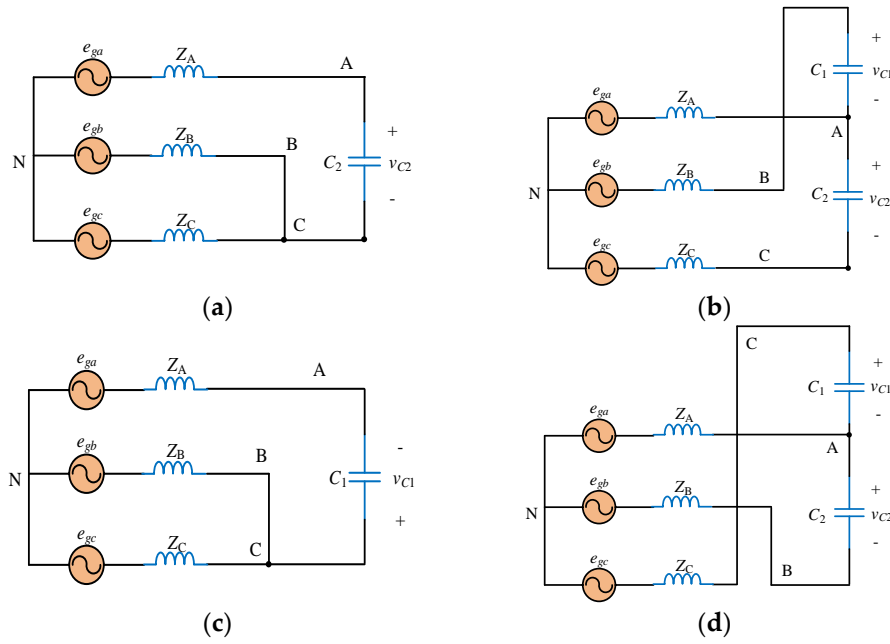 e_ga Z_A A
e_gb Z_B B
N C_2 + v_C2 -
e_gc Z_C C
(a)
C_1 + v_C1 -
e_ga Z_A A
e_gb Z_B B
N C_2 + v_C2 -
e_gc Z_C C
(b)
e_ga Z_A A
e_gb Z_B B
N C_1 - v_C1 +
e_gc Z_C C
(c)
C C_1 + v_C1 -
e_ga Z_A A
e_gb Z_B
N C_2 + v_C2 -
e_gc Z_C B
(d)